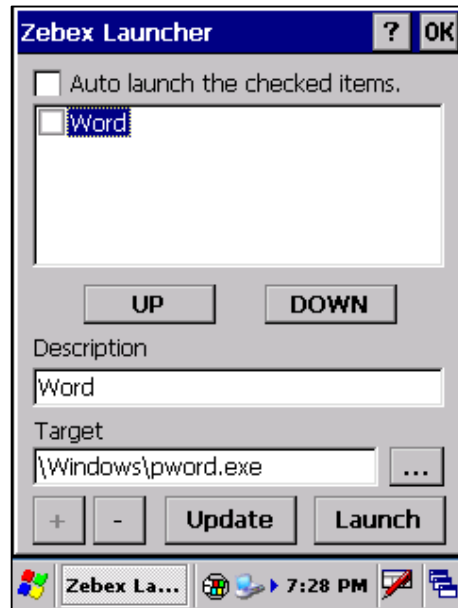 Zebex Launcher ? OK
Auto launch the checked items.
Word
UP DOWN
Description
Word
Target
\Windows\pword.exe ...
+ - Update Launch
Zebex La... 7:28 PM